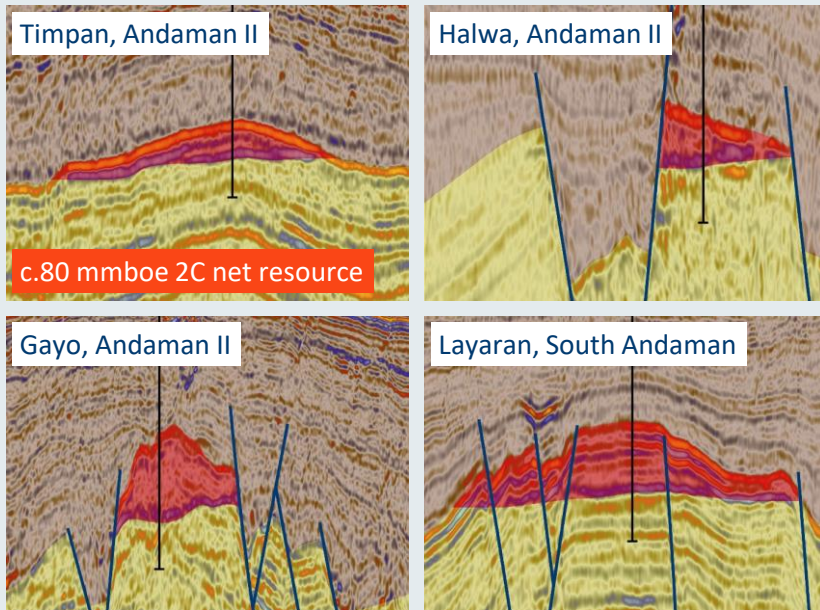 Timpan, Andaman II
c.80 mmboe 2C net resource
Halwa, Andaman II
Gayo, Andaman II
Layaran, South Andaman